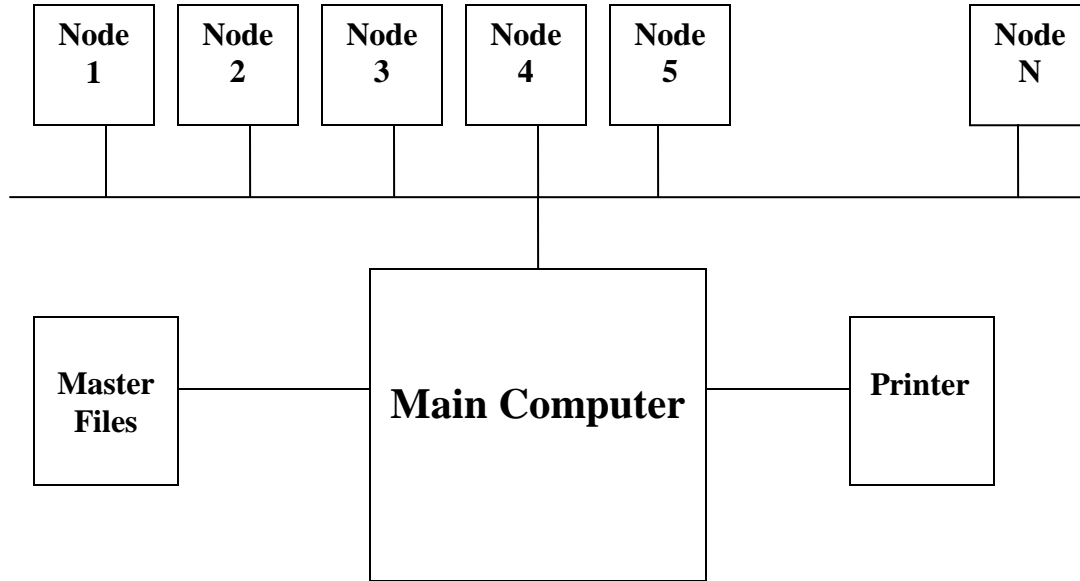 Node
1
Node
2
Node
3
Node
4
Node
5
Node
N
Master
Files
Main Computer
Printer